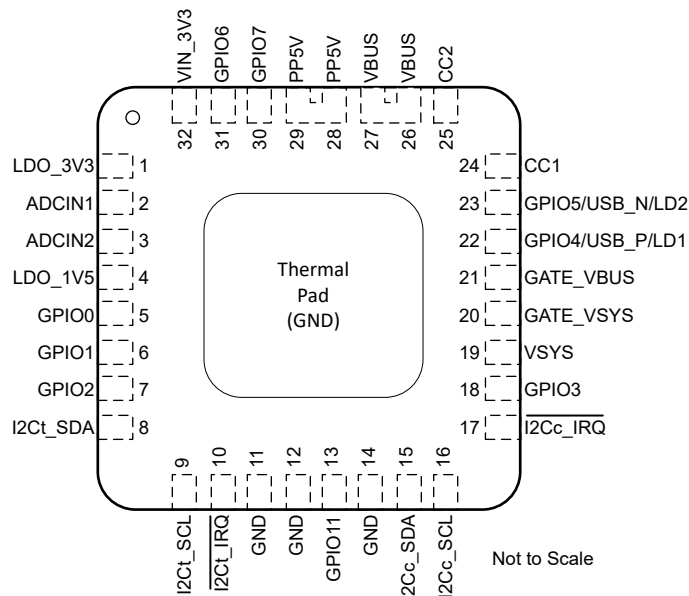 VIN_3V3
GPIO6
GPIO7
PP5V
PP5V
VBUS
VBUS
CC2
32
31
30
29
28
27
26
25
LDO_3V3 1
ADCIN1 2
ADCIN2 3
LDO_1V5 4
GPIO0 5
GPIO1 6
GPIO2 7
I2Ct_SDA 8
Thermal
Pad
(GND)
24 CC1
23 GPIO5/USB_N/LD2
22 GPIO4/USB_P/LD1
21 GATE_VBUS
20 GATE_VSYS
19 VSYS
18 GPIO3
17 I2Cc_IRQ
9
10
11
12
13
14
15
16
I2Ct_SCL
I2Ct_IRQ
GND
GND
GPIO11
GND
2Cc_SDA
I2Cc_SCL
Not to Scale